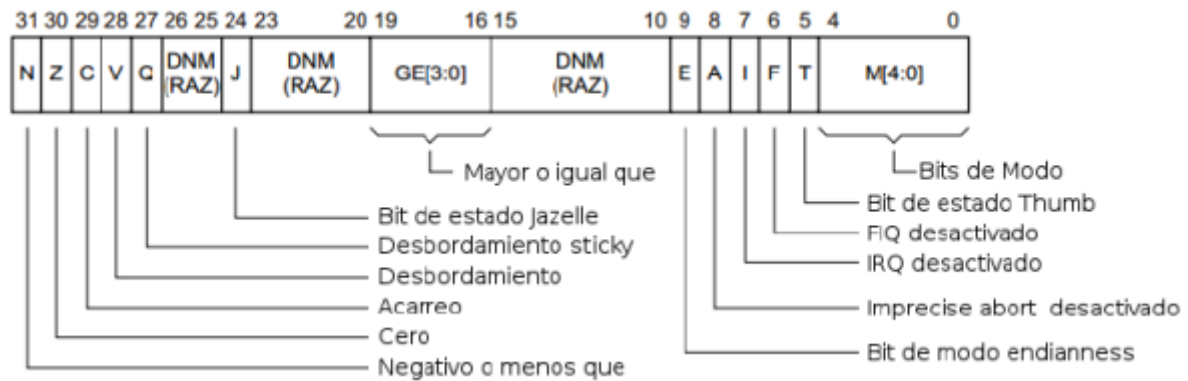 31 30 29 28 27 26 25 24 23 20 19 16 15 10 9 8 7 6 5 4 0
N Z C V Q DNM (RAZ) J DNM (RAZ) GE[3:0] DNM (RAZ) E A I F T M[4:0]
Mayor o igual que
Bits de Modo
Bit de estado Thumb
Bit de estado Jazelle
FIQ desactivado
Desbordamiento sticky
IRQ desactivado
Desbordamiento
Acarreo
Imprecise abort desactivado
Cero
Bit de modo endianness
Negativo o menos que